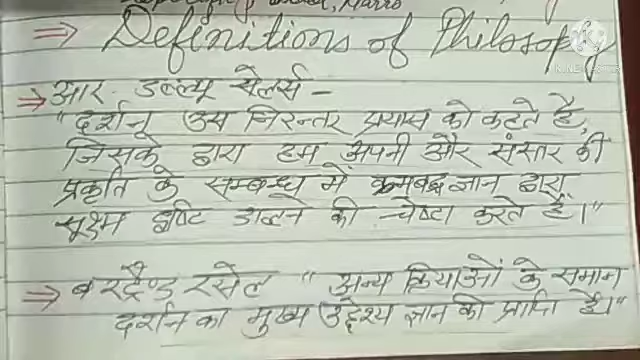 ⇒ Definitions of Philosopy
⇒ आर. डब्ल्यू सेलर्स –
"दर्शन उस निरन्तर प्रयास को कहते है,
जिसके द्वारा हम अपनी और संसार की
प्रकृति के सम्बन्ध में क्रमबद्ध ज्ञान द्वारा
सूक्ष्म दृष्टि डालने की चेष्टा करते हैं।"
⇒ बरट्रैण्ड रसेल "अन्य क्रियाओं के समान
दर्शन का मुख्य उद्देश्य ज्ञान की प्राप्ति है।"